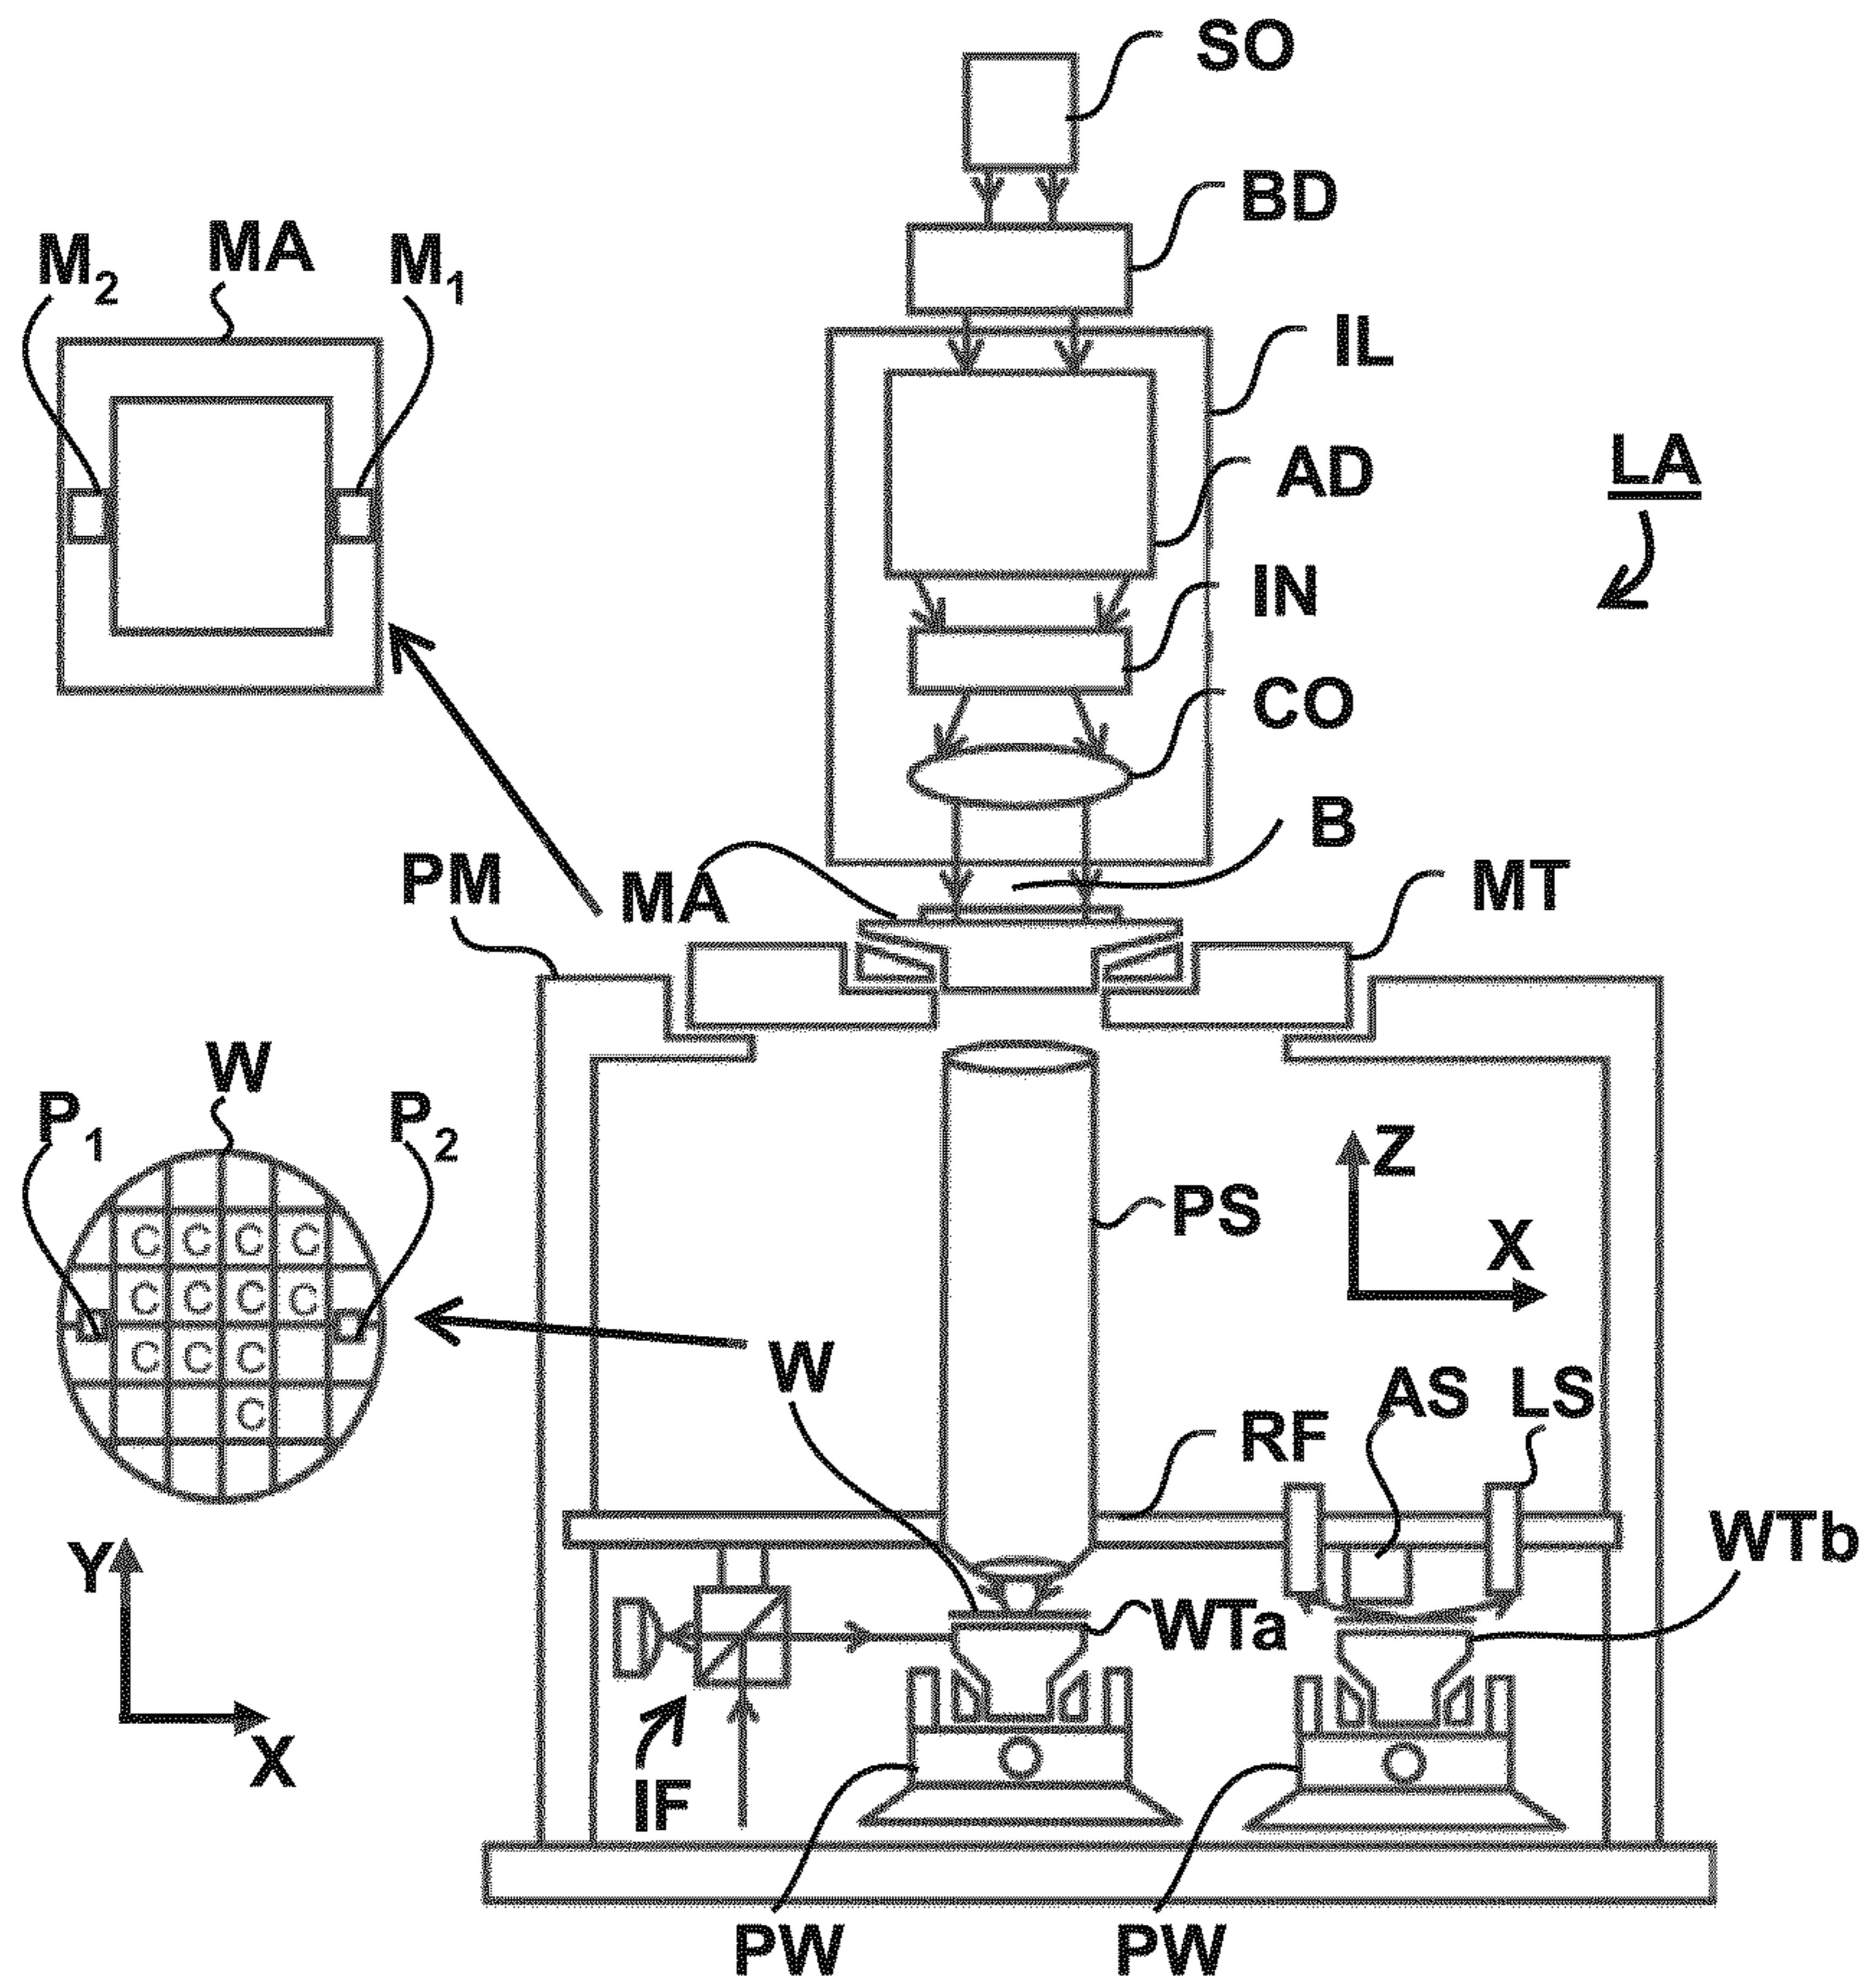 SO
BD
M2 MA M1
IL
AD
LA
IN
CO
B
PM
MA
MT
W
P1 P2
PS
Z
X
C C C C
C C C C
C C C
C
W
AS LS
RF
WTb
Y
X
WTa
IF
PW PW